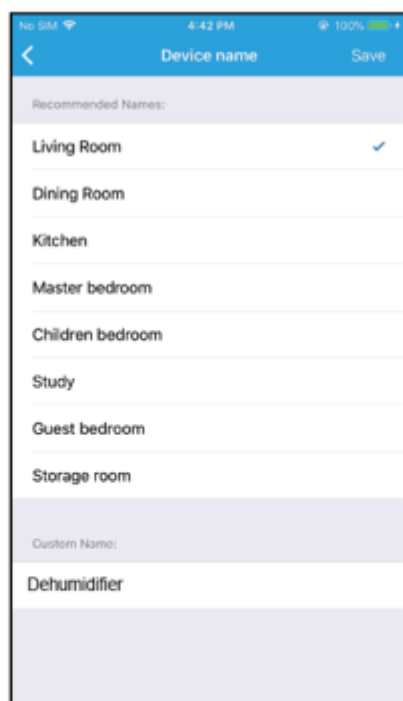 No SIM 4:42 PM 100%
Device name Save
Recommended Names:
Living Room
Dining Room
Kitchen
Master bedroom
Children bedroom
Study
Guest bedroom
Storage room
Custom Name:
Dehumidifier